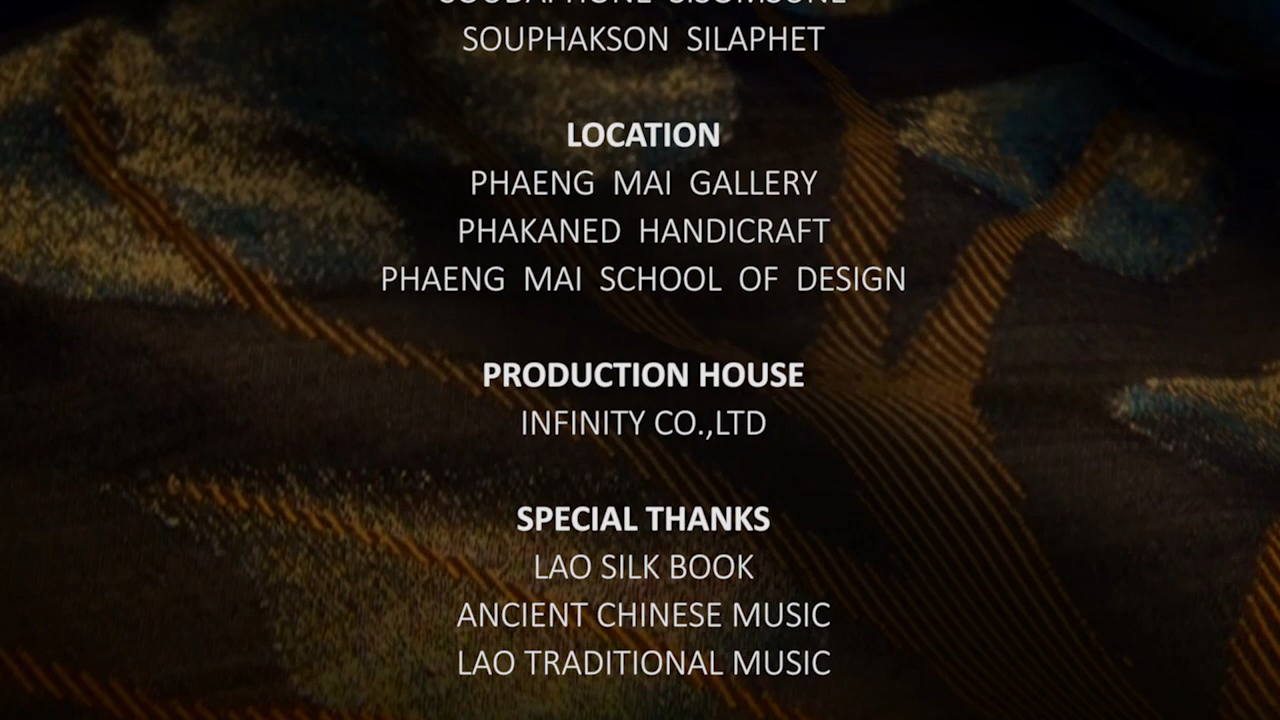 SOUPHAKSON SILAPHET
LOCATION
PHAENG MAI GALLERY
PHAKANED HANDICRAFT
PHAENG MAI SCHOOL OF DESIGN
PRODUCTION HOUSE
INFINITY CO.,LTD
SPECIAL THANKS
LAO SILK BOOK
ANCIENT CHINESE MUSIC
LAO TRADITIONAL MUSIC